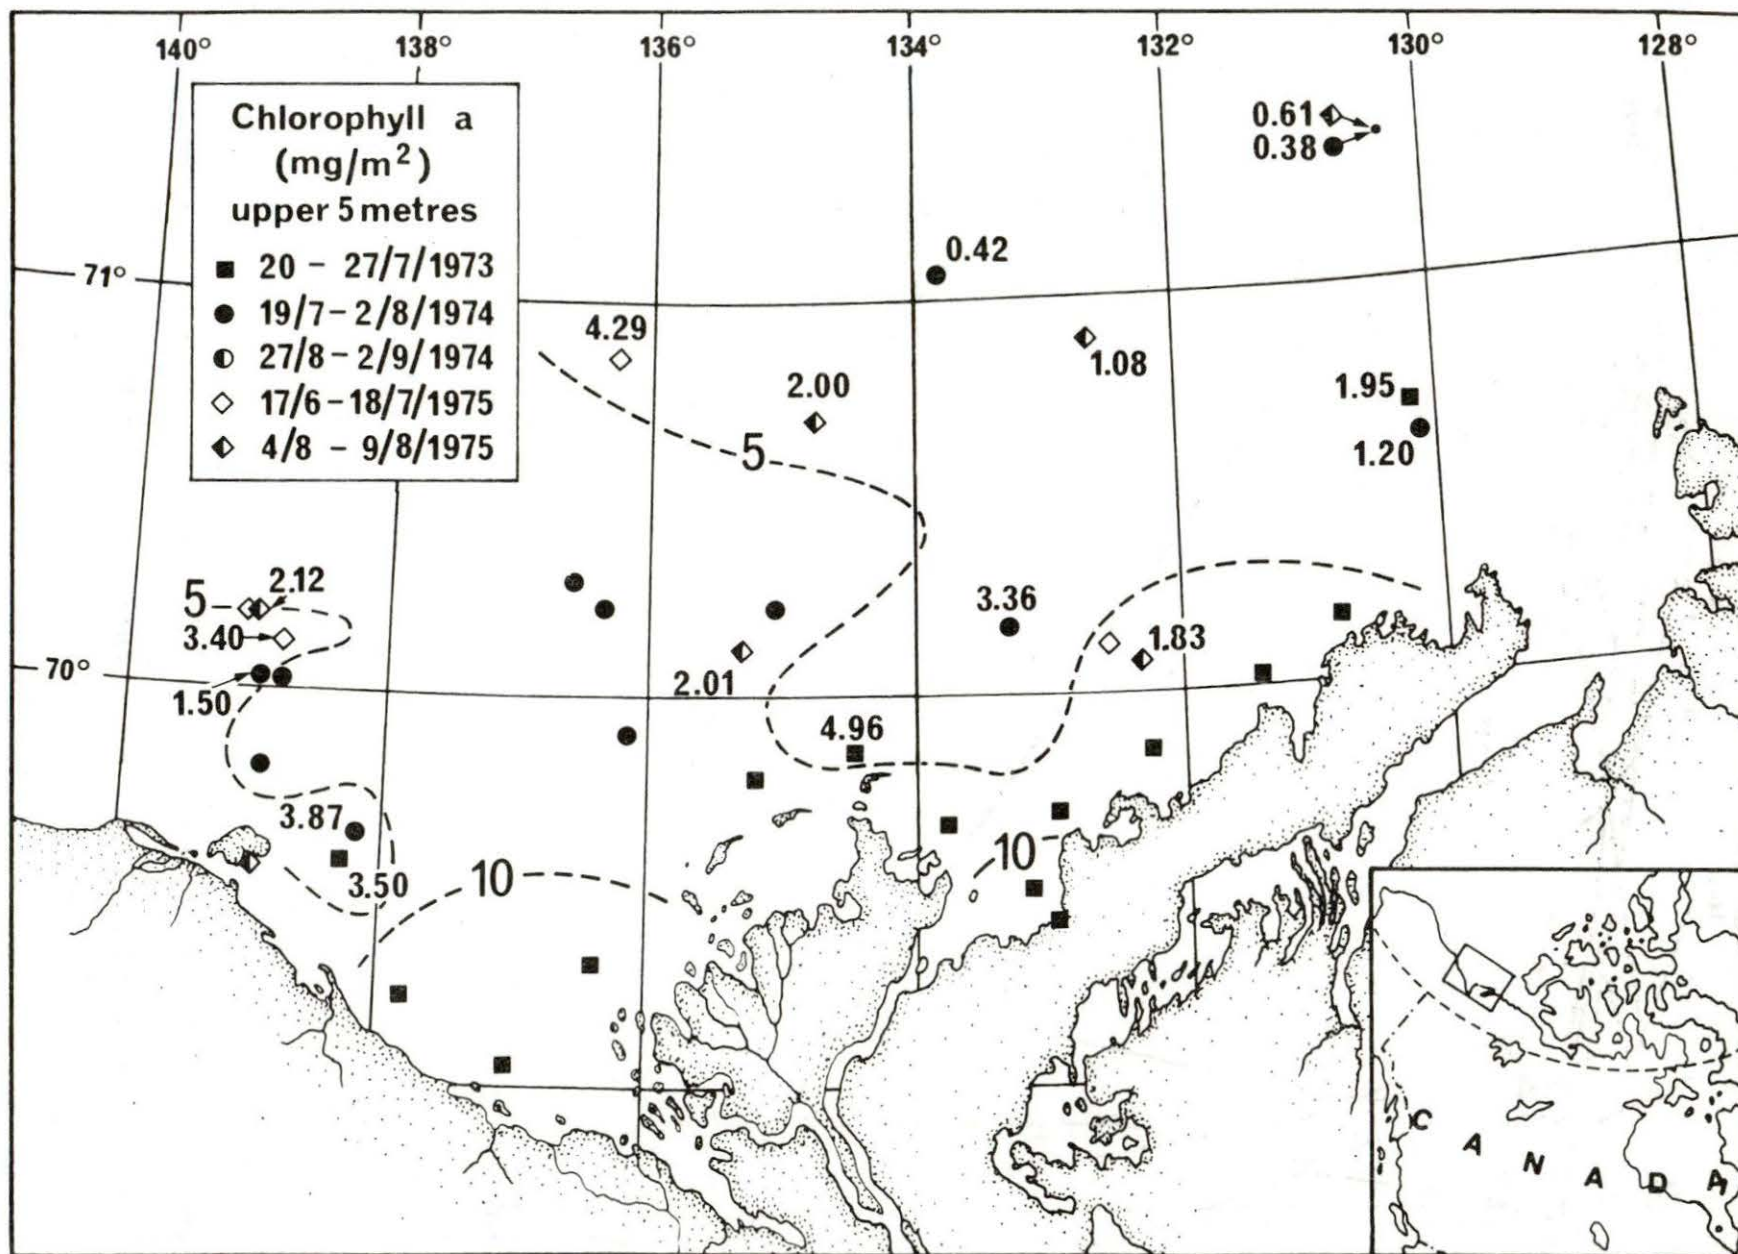 140° 138° 136° 134° 132° 130° 128°
Chlorophyll a
(mg/m²)
upper 5 metres
20 – 27/7/1973
19/7 – 2/8/1974
27/8 – 2/9/1974
17/6 – 18/7/1975
4/8 – 9/8/1975
0.61
0.38
0.42
71°
4.29
1.08
2.00
1.95
5
1.20
2.12
5
3.36
3.40
1.83
70°
2.01
1.50
4.96
3.87
10
3.50
10
C A N A D A